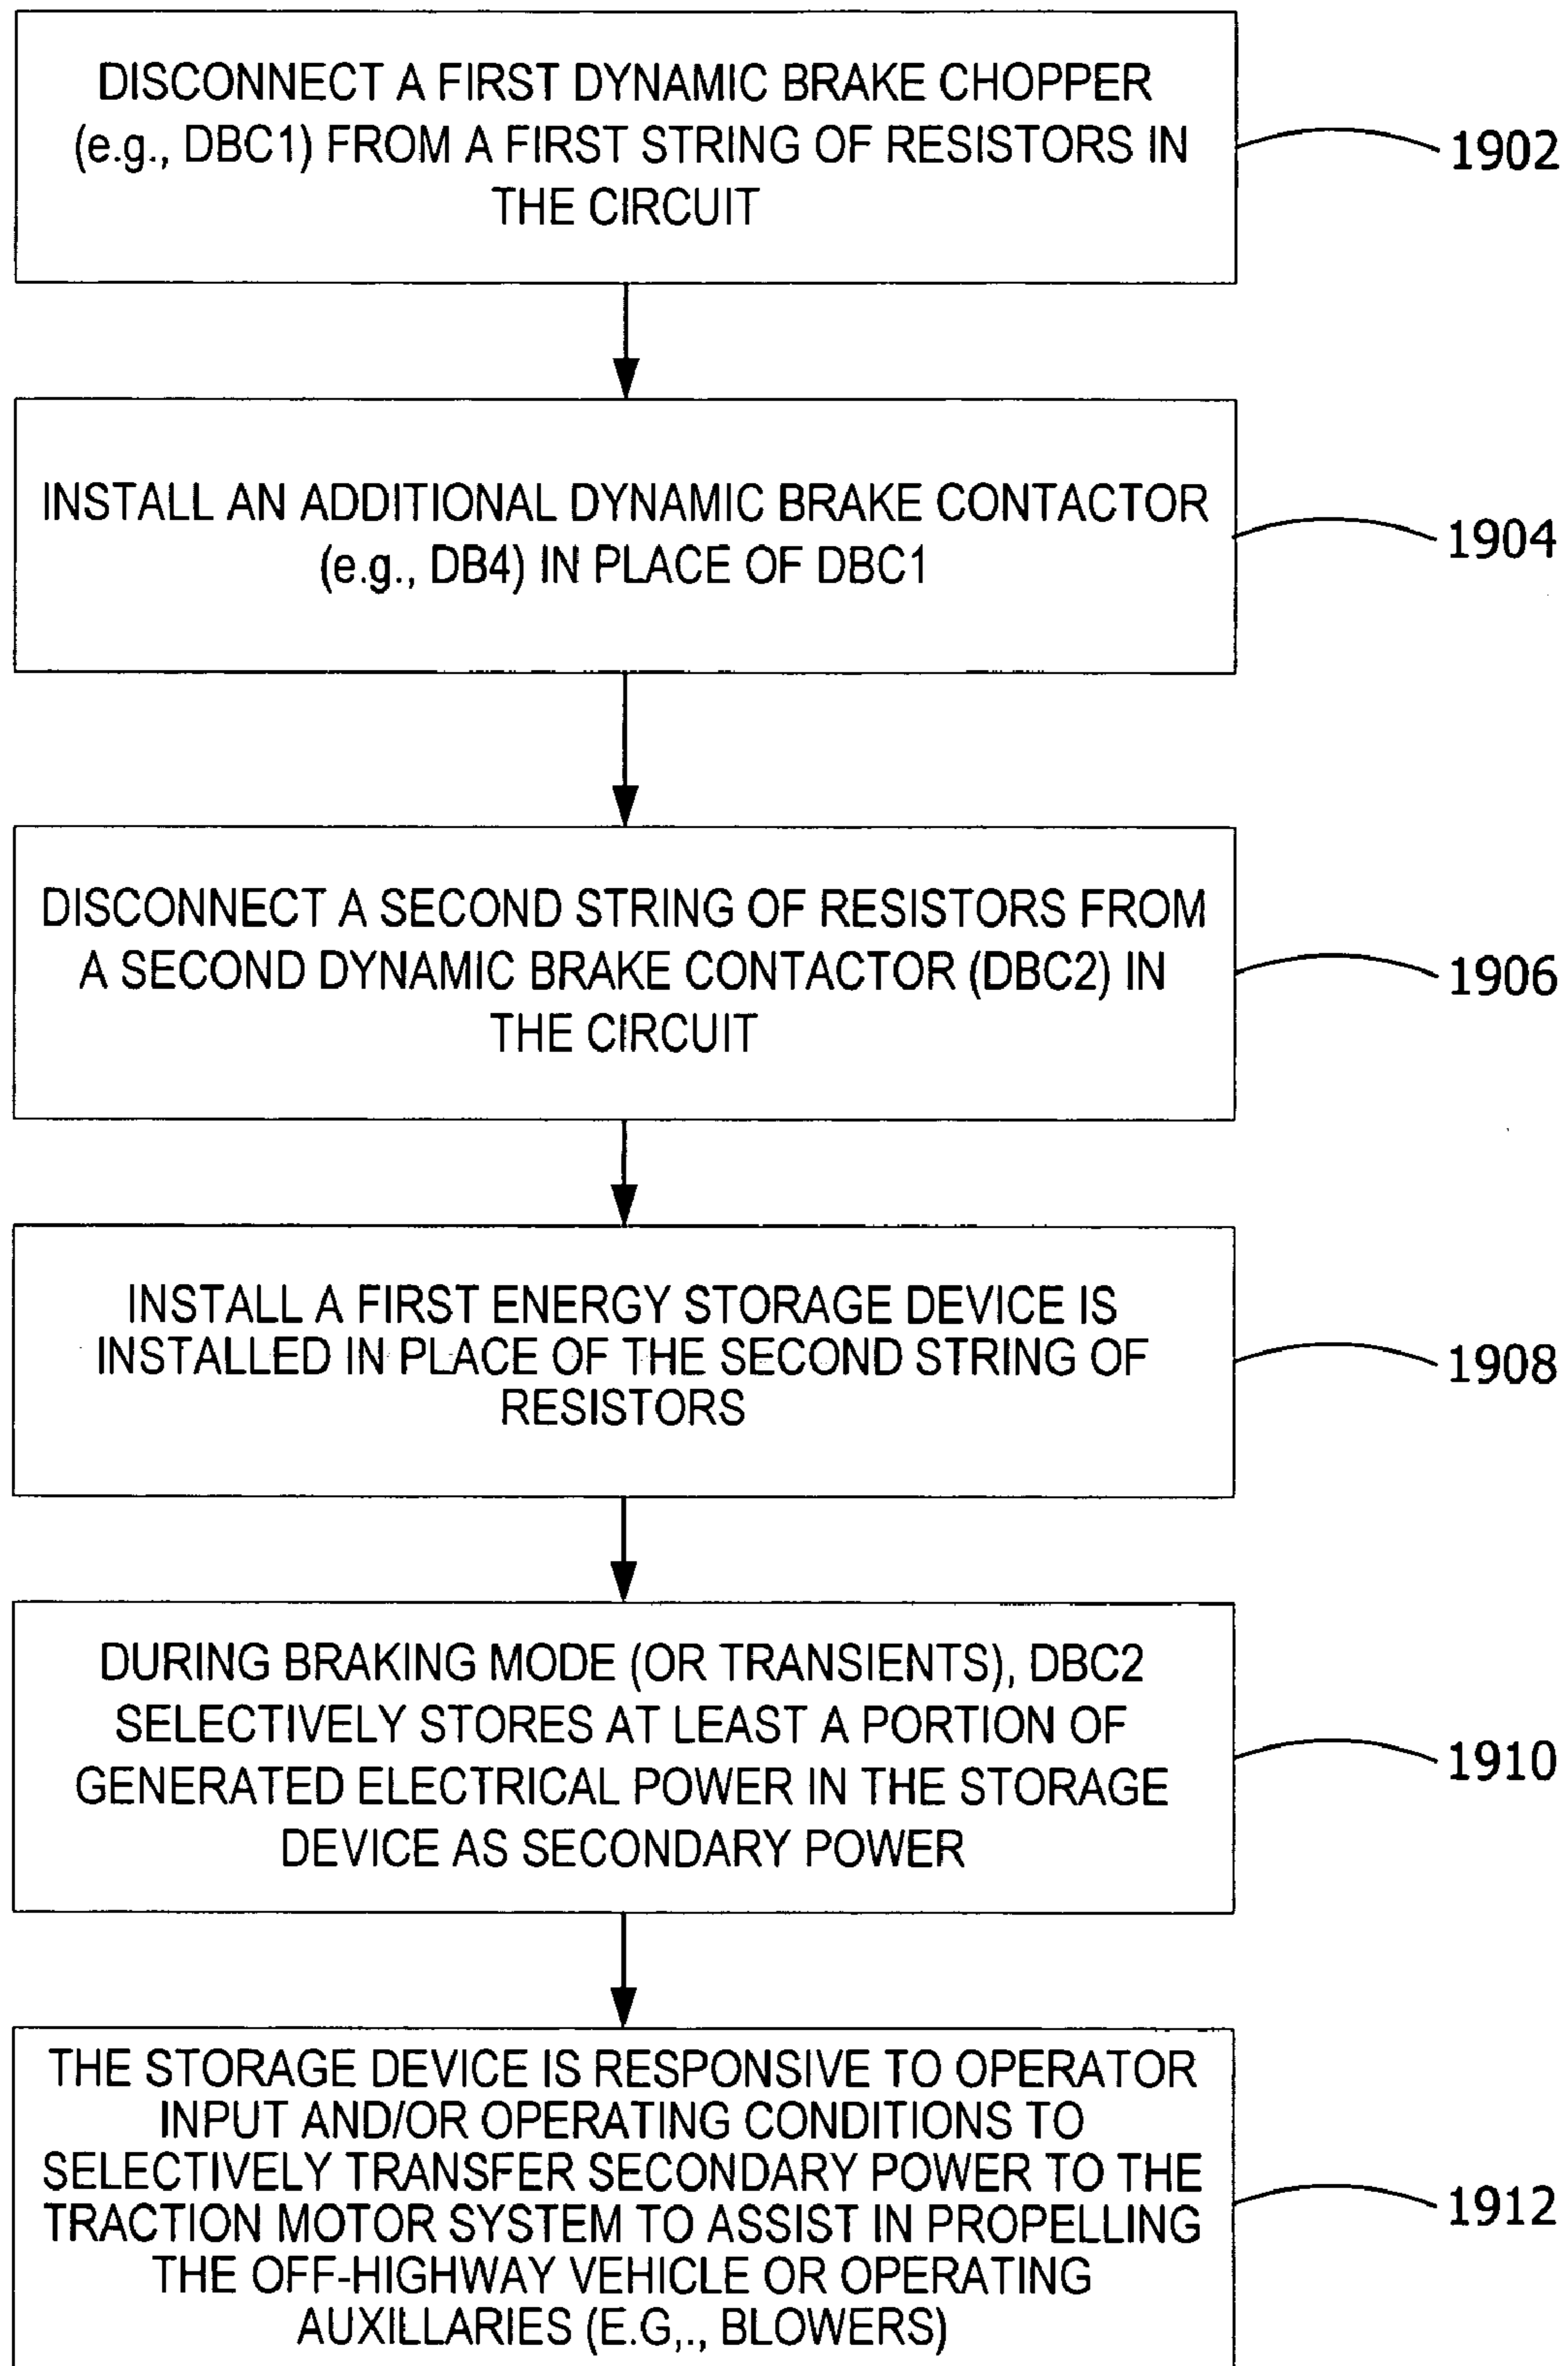 DISCONNECT A FIRST DYNAMIC BRAKE CHOPPER
(e.g., DBC1) FROM A FIRST STRING OF RESISTORS IN
THE CIRCUIT
1902
INSTALL AN ADDITIONAL DYNAMIC BRAKE CONTACTOR
(e.g., DB4) IN PLACE OF DBC1
1904
DISCONNECT A SECOND STRING OF RESISTORS FROM
A SECOND DYNAMIC BRAKE CONTACTOR (DBC2) IN
THE CIRCUIT
1906
INSTALL A FIRST ENERGY STORAGE DEVICE IS
INSTALLED IN PLACE OF THE SECOND STRING OF
RESISTORS
1908
DURING BRAKING MODE (OR TRANSIENTS), DBC2
SELECTIVELY STORES AT LEAST A PORTION OF
GENERATED ELECTRICAL POWER IN THE STORAGE
DEVICE AS SECONDARY POWER
1910
THE STORAGE DEVICE IS RESPONSIVE TO OPERATOR
INPUT AND/OR OPERATING CONDITIONS TO
SELECTIVELY TRANSFER SECONDARY POWER TO THE
TRACTION MOTOR SYSTEM TO ASSIST IN PROPELLING
THE OFF-HIGHWAY VEHICLE OR OPERATING
AUXILLARIES (E.G,., BLOWERS)
1912